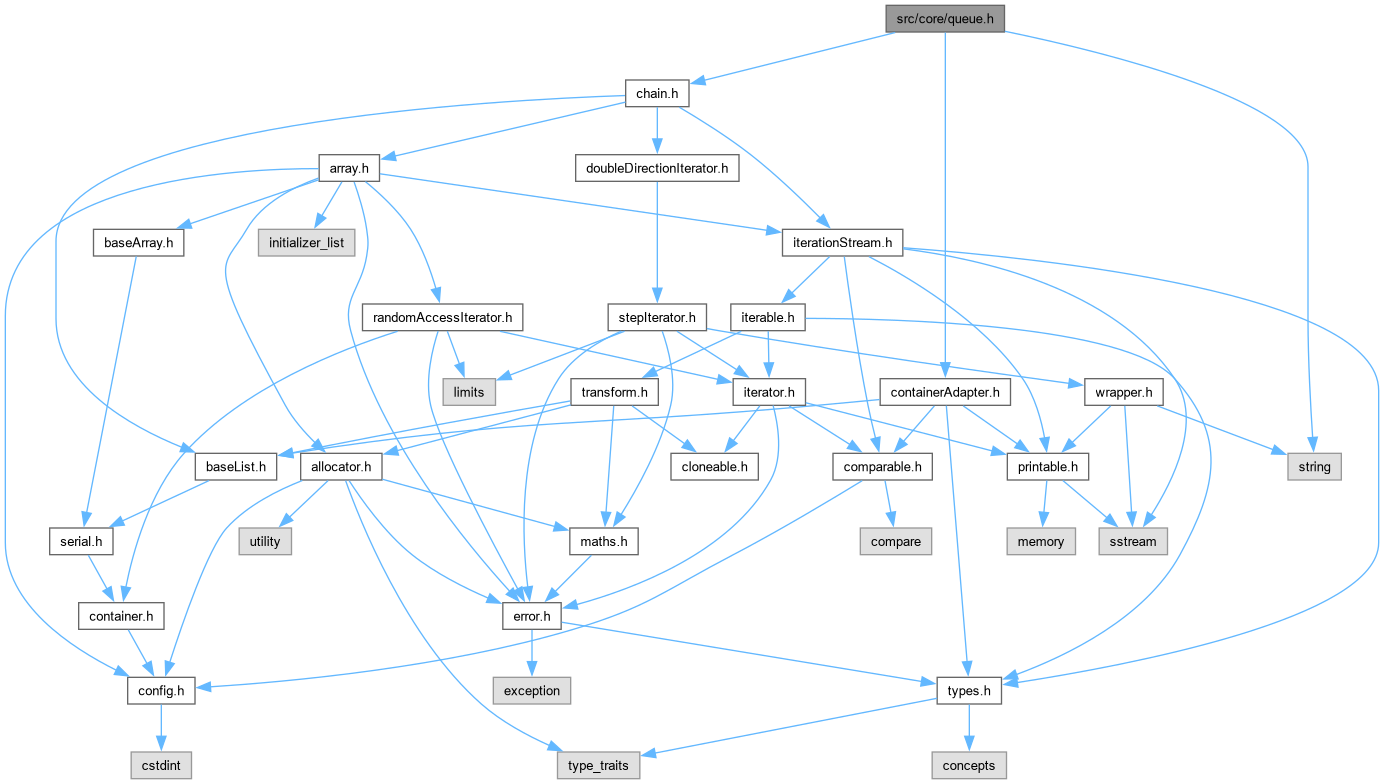 src/core/queue.h
chain.h
array.h
doubleDirectionIterator.h
baseArray.h
initializer_list
iterationStream.h
randomAccessIterator.h
stepIterator.h
iterable.h
limits
transform.h
iterator.h
containerAdapter.h
wrapper.h
baseList.h
allocator.h
cloneable.h
comparable.h
printable.h
string
serial.h
utility
maths.h
compare
memory
sstream
container.h
error.h
config.h
exception
types.h
cstdint
type_traits
concepts